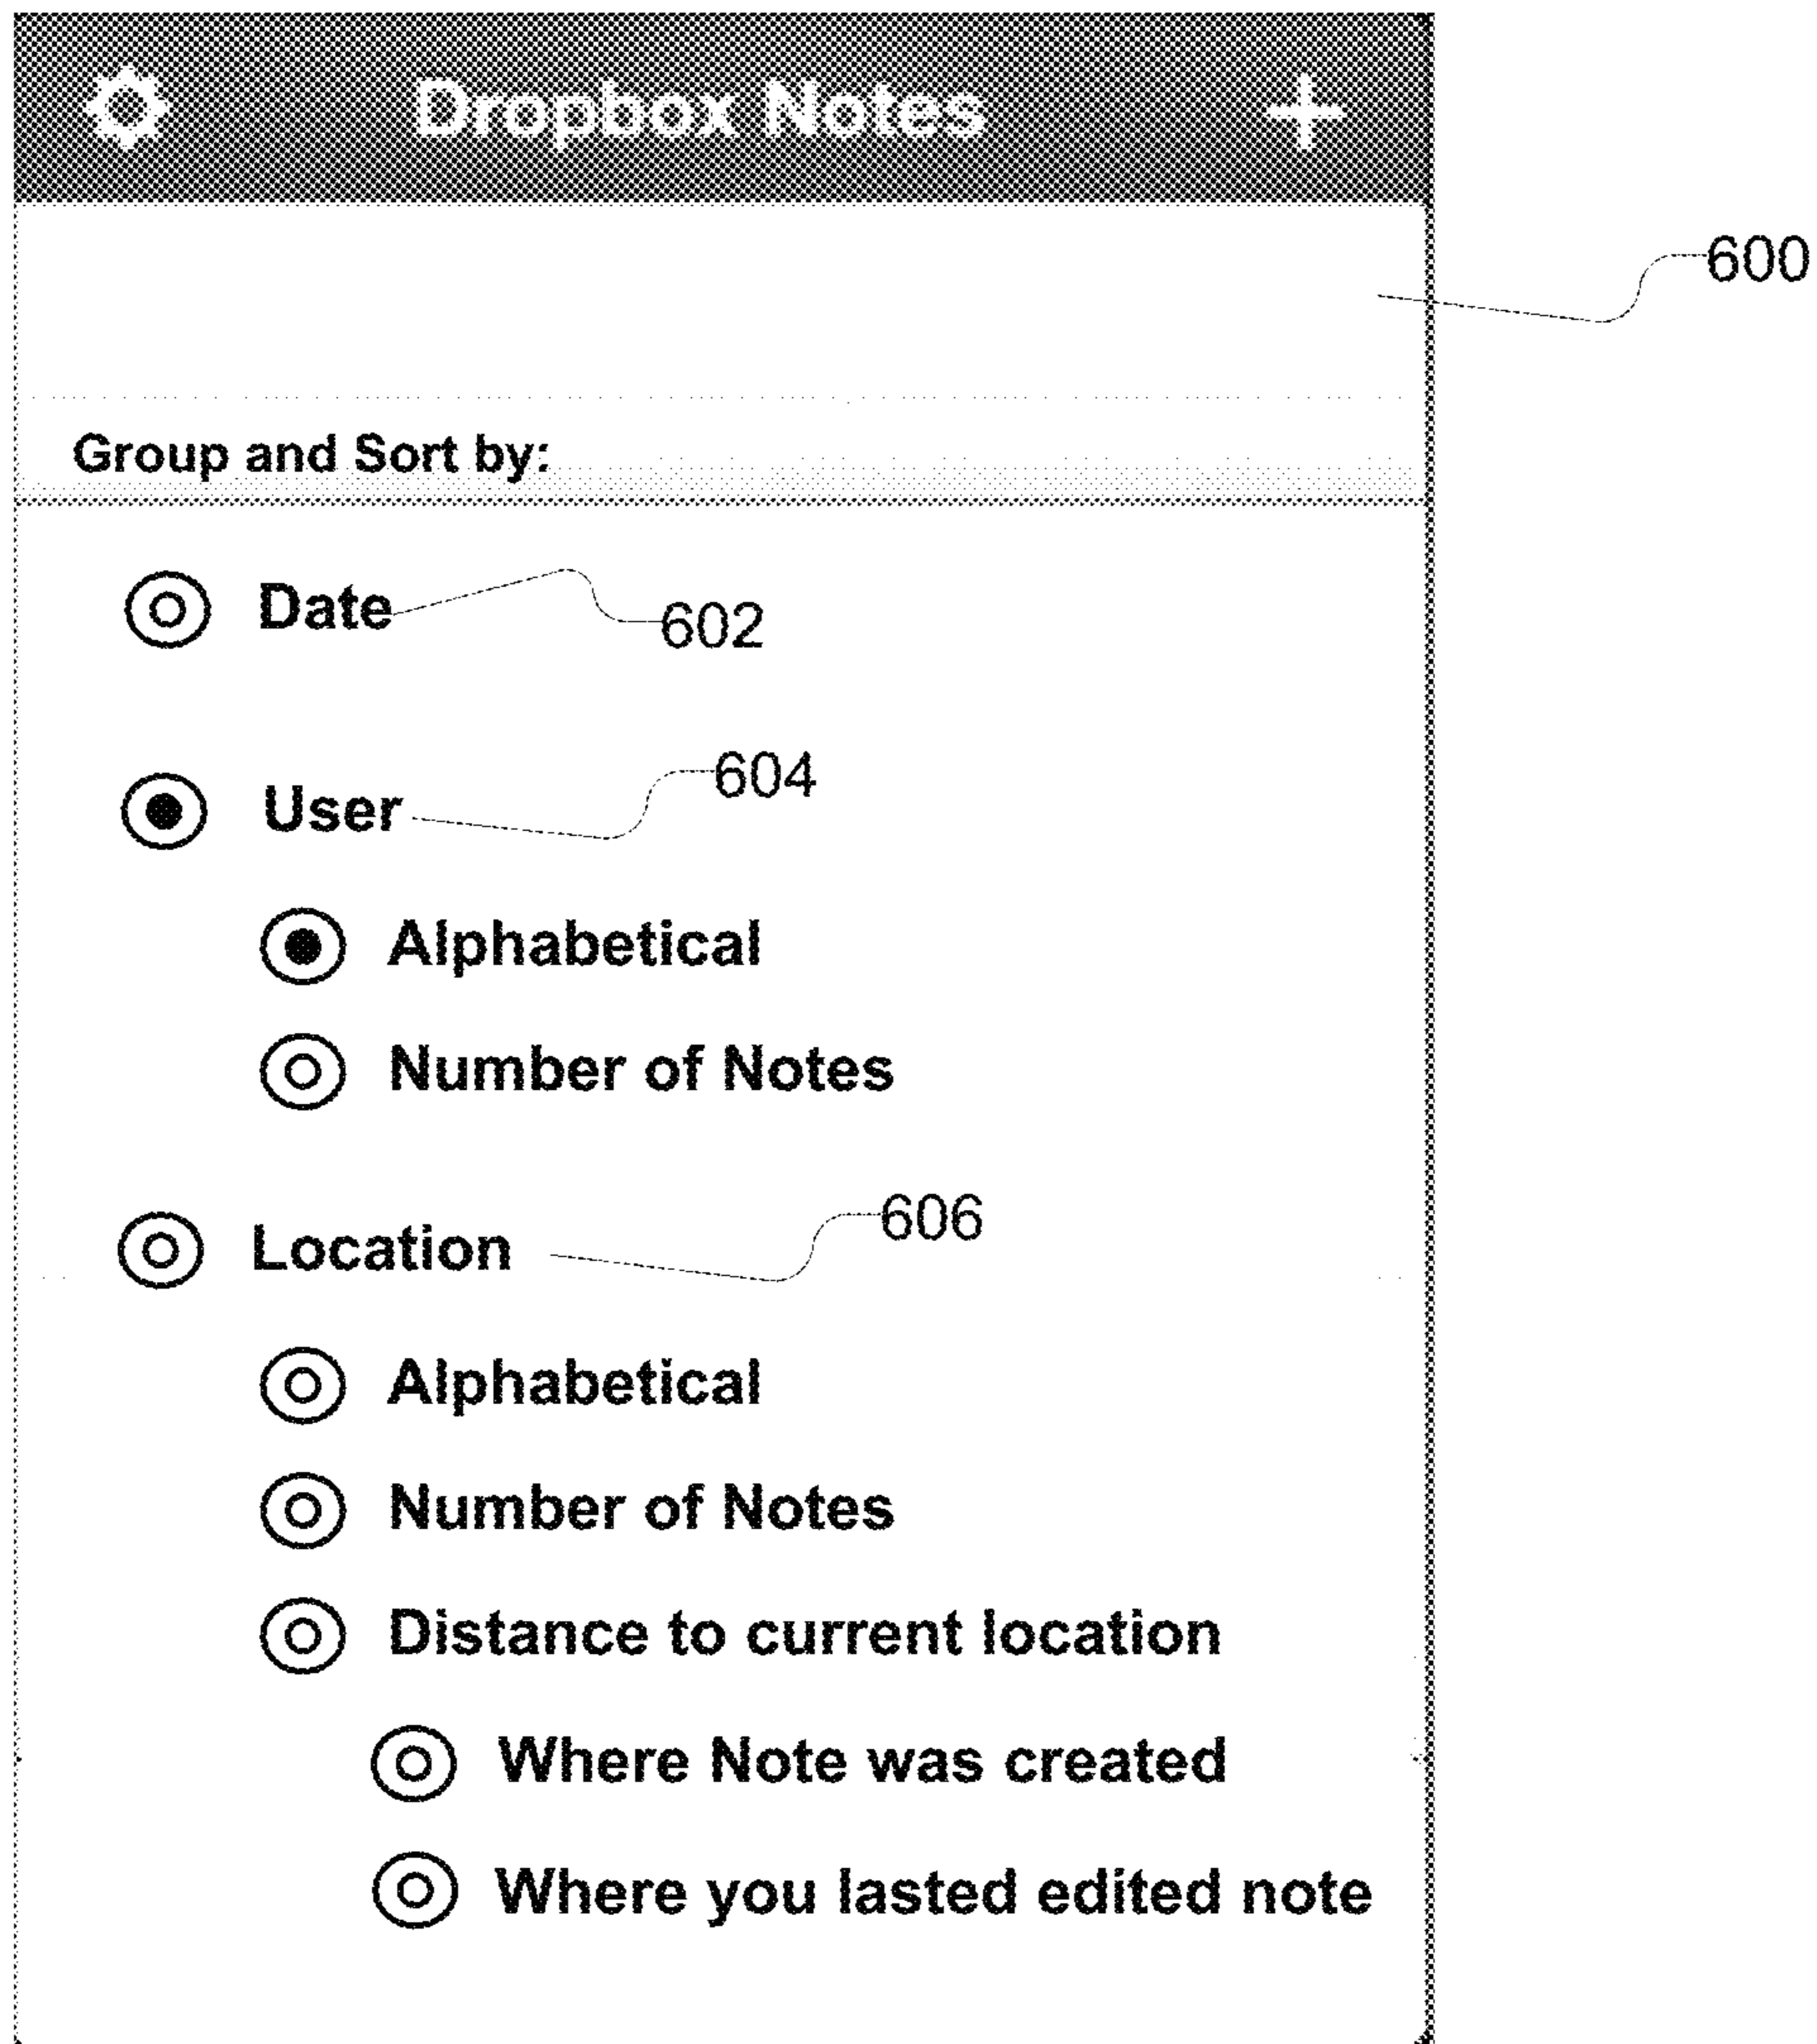 Dropbox Notes
600
Group and Sort by:
Date 602
User 604
Alphabetical
Number of Notes
Location 606
Alphabetical
Number of Notes
Distance to current location
Where Note was created
Where you lasted edited note